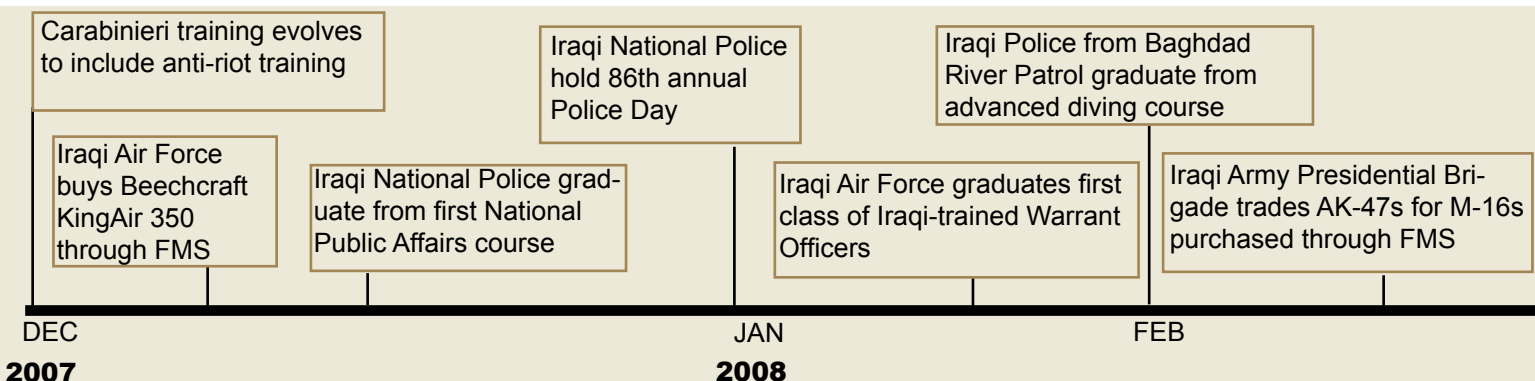 Carabinieri training evolves
to include anti-riot training
Iraqi Air Force
buys Beechcraft
KingAir 350
through FMS
Iraqi National Police grad-
uate from first National
Public Affairs course
Iraqi National Police
hold 86th annual
Police Day
Iraqi Air Force graduates first
class of Iraqi-trained Warrant
Officers
Iraqi Police from Baghdad
River Patrol graduate from
advanced diving course
Iraqi Army Presidential Bri-
gade trades AK-47s for M-16s
purchased through FMS
DEC
JAN
FEB
2007
2008